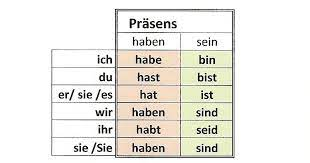 Präsens
haben sein
ich habe bin
du hast bist
er/ sie /es hat ist
wir haben sind
ihr habt seid
sie /Sie haben sind